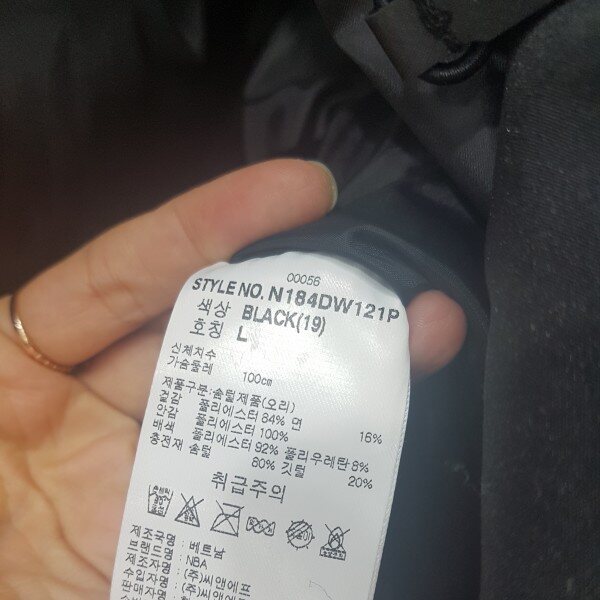 00056
STYLE NO. N184DW121P
색상 BLACK(19)
호칭 L
신체치수
가슴둘레 100cm
제품구분:솜털제품(오리)
겉감 폴리에스터 84% 면 16%
안감 폴리에스터 100%
배색 폴리에스터 92% 폴리우레탄 8%
충전재 솜털 80% 깃털 20%
취급주의
제조국명 : 베트남
브랜드명 : NBA
제조자명 : (주)씨앤에프
수입자명 : (주)씨앤에프
판매자명